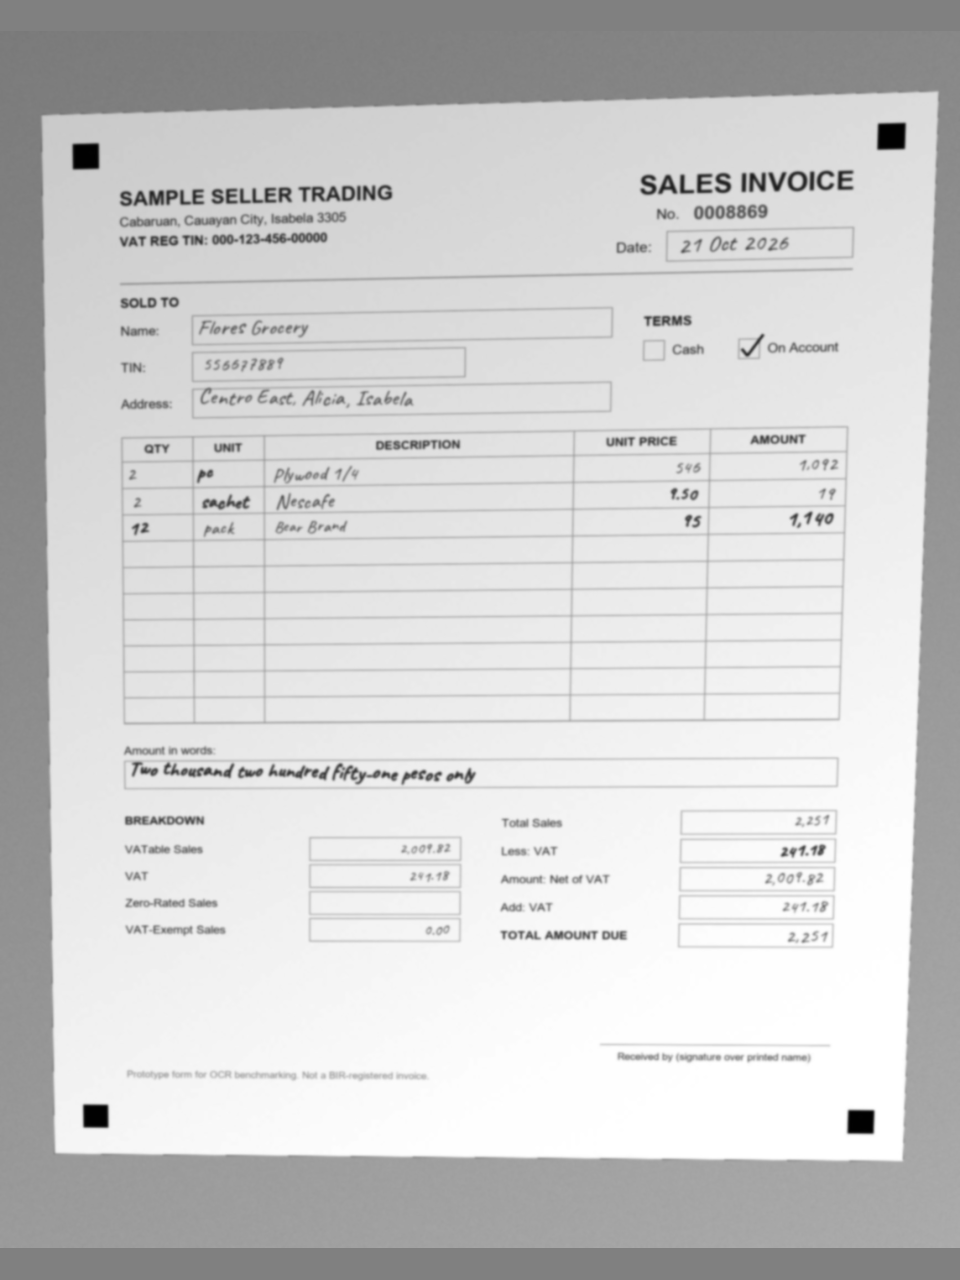 SAMPLE SELLER TRADING
Cabaruan, Cauayan City, Isabela 3305
VAT REG TIN: 000-123-456-00000
SALES INVOICE
No. 0008869
Date: 21 Oct 2026
SOLD TO
Name: Flores Grocery
TIN: 556677889
Address: Centro East, Alicia, Isabela
TERMS
Cash On Account
QTY UNIT DESCRIPTION UNIT PRICE AMOUNT
2 pc Plywood 1/4 546 1,092
2 sachet Nescafe 9.50 19
12 pack Bear Brand 95 1,140
Amount in words:
Two thousand two hundred fifty-one pesos only
BREAKDOWN
VATable Sales 2,009.82
VAT 241.18
Zero-Rated Sales
VAT-Exempt Sales 0.00
Total Sales 2,251
Less: VAT 241.18
Amount: Net of VAT 2,009.82
Add: VAT 241.18
TOTAL AMOUNT DUE 2,251
Received by (signature over printed name)
Prototype form for OCR benchmarking. Not a BIR-registered invoice.